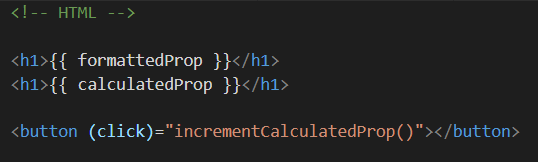 <!-- HTML -->
<h1>{{ formattedProp }}</h1>
<h1>{{ calculatedProp }}</h1>
<button (click)="incrementCalculatedProp()"></button>